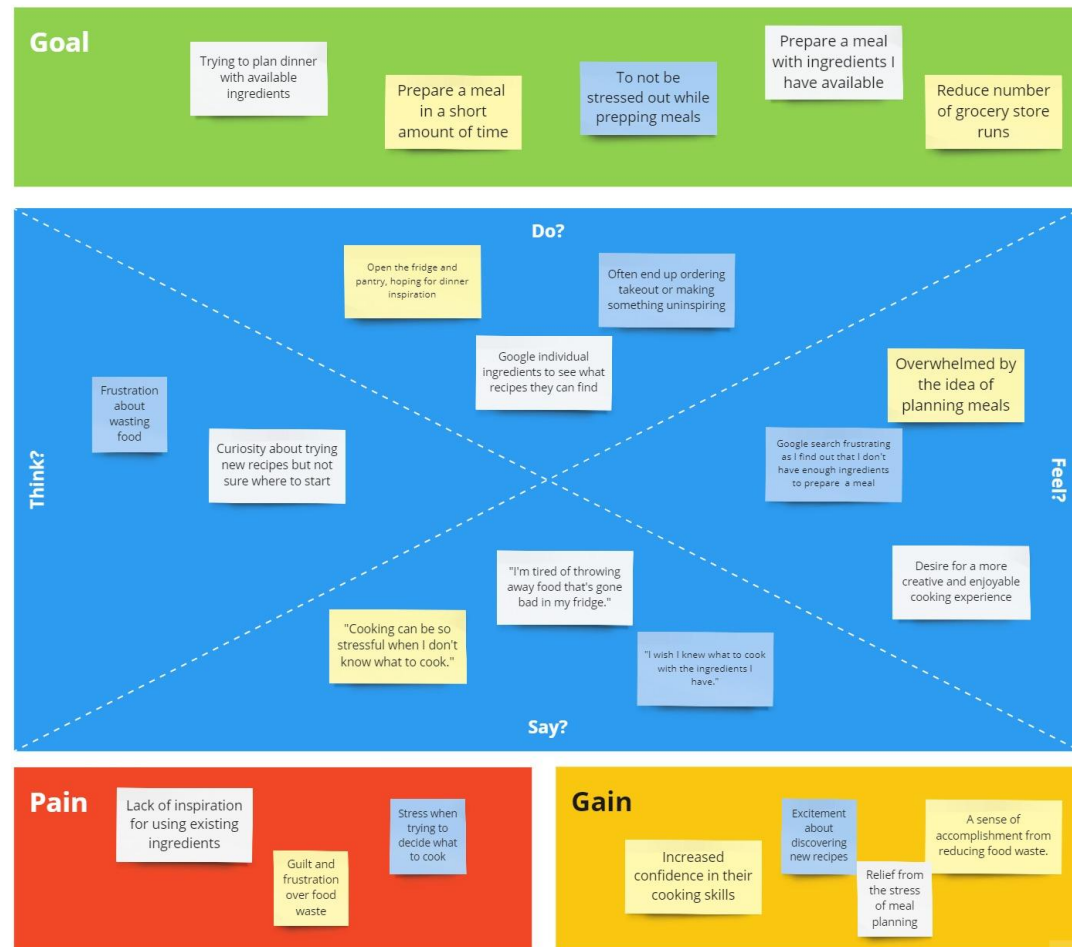 Goal
Trying to plan dinner
with available
ingredients
Prepare a meal
in a short
amount of time
To not be
stressed out while
prepping meals
Prepare a meal
with ingredients I
have available
Reduce number
of grocery store
runs
Do?
Open the fridge and
pantry, hoping for dinner
inspiration
Often end up ordering
takeout or making
something uninspiring
Google individual
ingredients to see what
recipes they can find
Think?
Frustration
about
wasting
food
Curiosity about trying
new recipes but not
sure where to start
Feel?
Overwhelmed by
the idea of
planning meals
Google search frustrating
as I find out that I don't
have enough ingredients
to prepare a meal
Desire for a more
creative and enjoyable
cooking experience
"I'm tired of throwing
away food that's gone
bad in my fridge."
"Cooking can be so
stressful when I don't
know what to cook."
"I wish I knew what to cook
with the ingredients I
have."
Say?
Pain
Lack of inspiration
for using existing
ingredients
Guilt and
frustration
over food
waste
Stress when
trying to
decide what
to cook
Gain
Increased
confidence in their
cooking skills
Excitement
about
discovering
new recipes
Relief from
the stress
of meal
planning
A sense of
accomplishment from
reducing food waste.